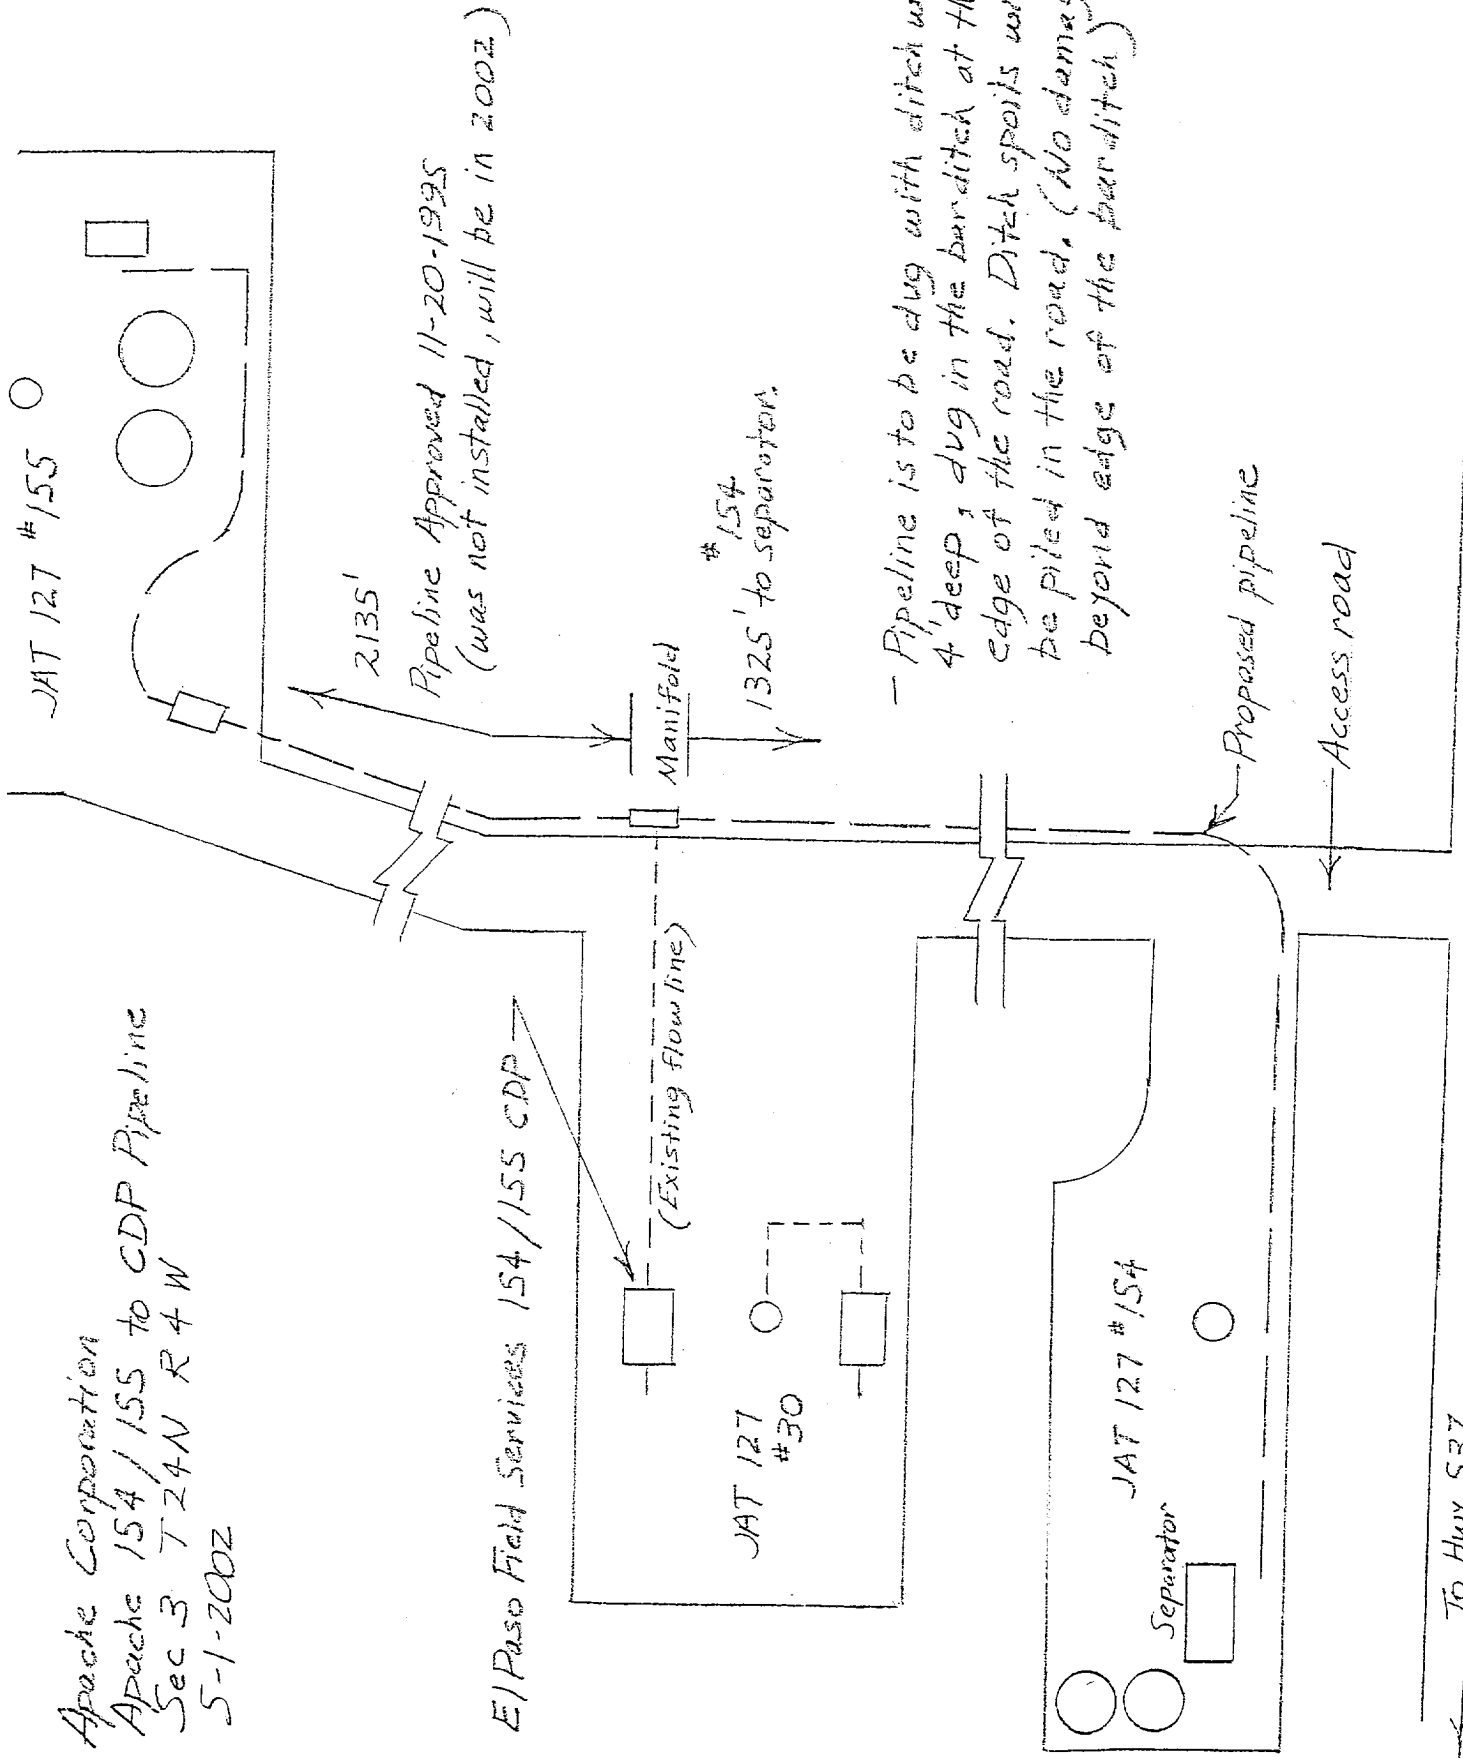 Apache Corporation
Apache 154/155 to CDP Pipeline
Sec 3 T24N R4W
5-1-2002
JAT 127 #155
2135'
Pipeline Approved 11-20-1995
(was not installed, will be in 2002)
El Paso Field Services 154/155 CDP
(Existing flowline)
Manifold
1325' to #154 separator.
JAT 127
#30
- Pipeline is to be dug with ditch
4' deep, dug in the barditch at
edge of the road. Ditch spoils
be piled in the road. (No
beyond edge of the barditch)
Proposed pipeline
Access road
JAT 127 #154
Separator
To Hwy 537